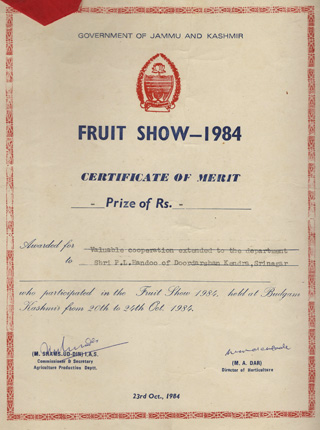 GOVERNMENT OF JAMMU AND KASHMIR
FRUIT SHOW—1984
CERTIFICATE OF MERIT
- Prize of Rs. -
Awarded for Valuable cooperation extended to the department
to Shri P.L.Handoo of Doordarshan Kendra, Srinagar
who participated in the Fruit Show 1984, held at Budgam
Kashmir from 20th to 24th Oct. 1984.
(M. SHAMS-UD-DIN) I.A.S.
Commissioner & Secretary
Agriculture Production Deptt.
(M. A. DAR)
Director of Horticulture
23rd Oct., 1984